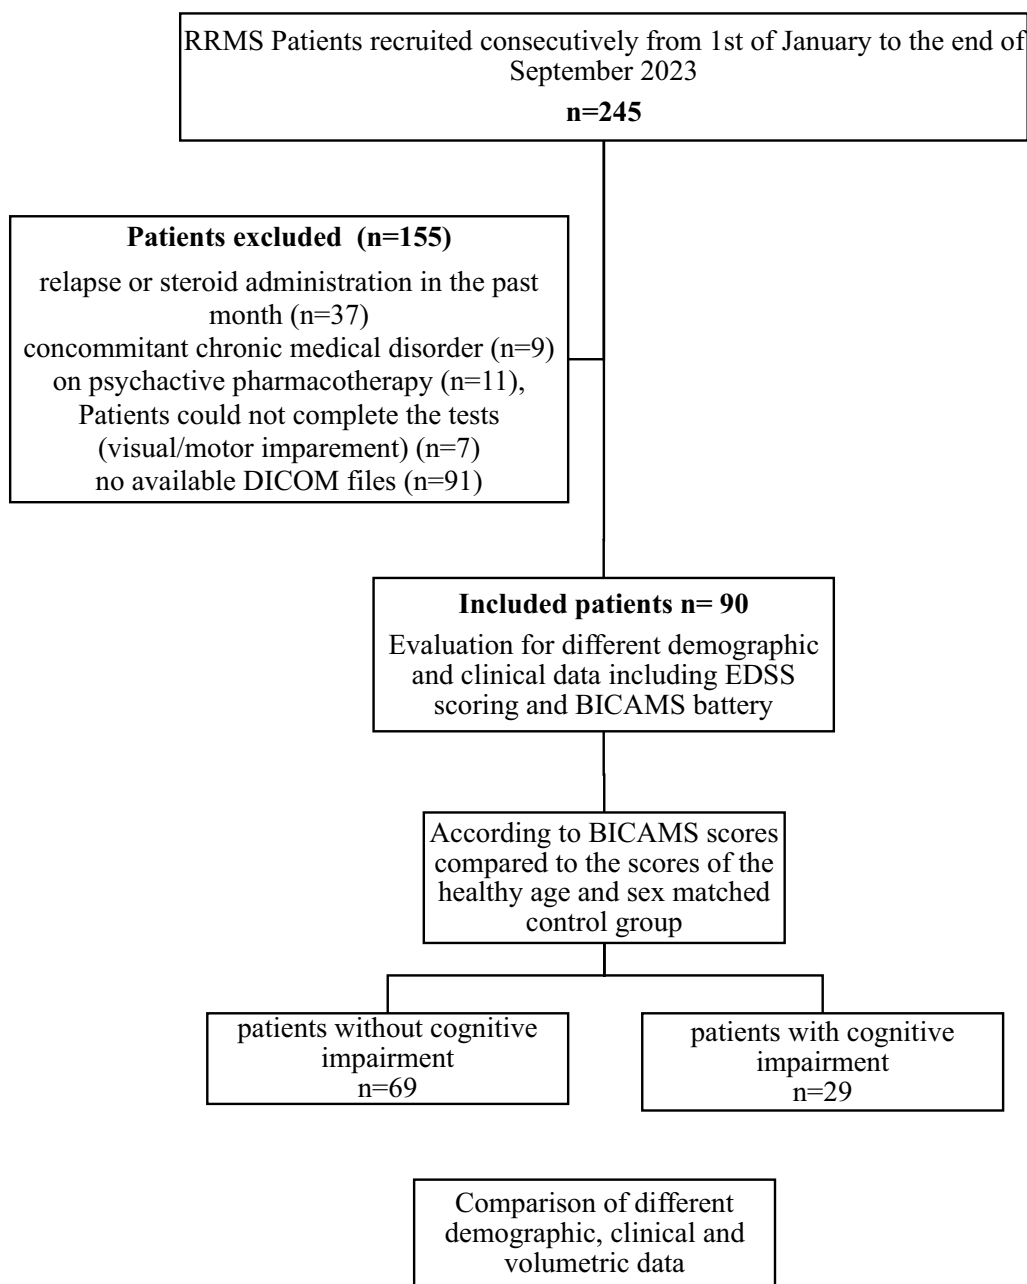 RRMS Patients recruited consecutively from 1st of January to the end of
September 2023
n=245
Patients excluded (n=155)
relapse or steroid administration in the past
month (n=37)
concommitant chronic medical disorder (n=9)
on psychactive pharmacotherapy (n=11),
Patients could not complete the tests
(visual/motor imparement) (n=7)
no available DICOM files (n=91)
Included patients n= 90
Evaluation for different demographic
and clinical data including EDSS
scoring and BICAMS battery
According to BICAMS scores
compared to the scores of the
healthy age and sex matched
control group
patients without cognitive
impairment
n=69
patients with cognitive
impairment
n=29
Comparison of different
demographic, clinical and
volumetric data